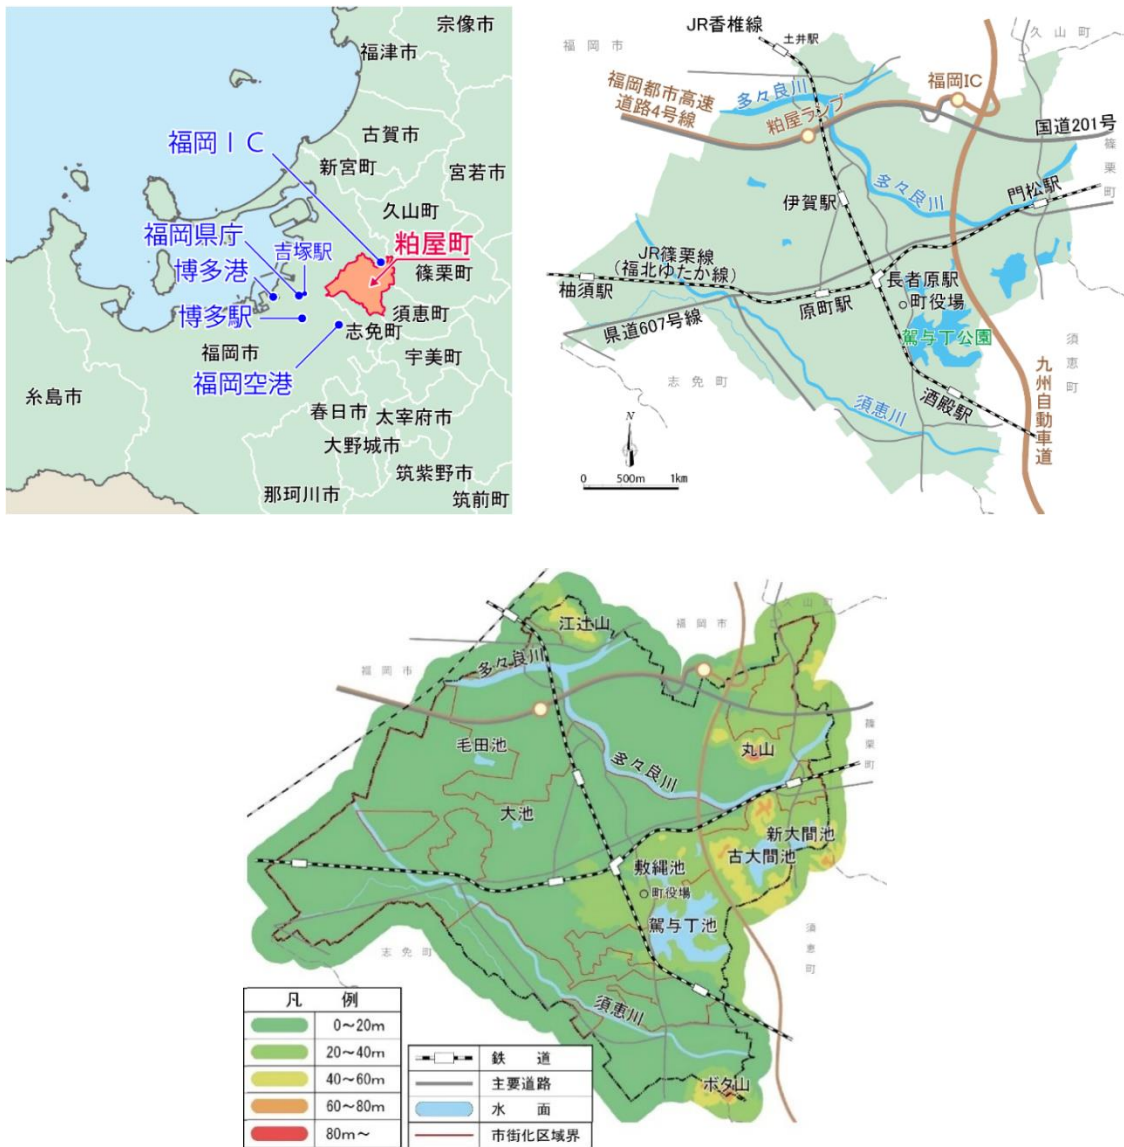 宗像市
福津市
古賀市
福岡ＩＣ
新宮町
宮若市
久山町
福岡県庁
吉塚駅
粕屋町
博多港
篠栗町
博多駅
須恵町
志免町
福岡市
宇美町
福岡空港
糸島市
春日市
太宰府市
大野城市
筑紫野市
那珂川市
筑前町
JR香椎線
土井駅
久山町
福岡市
福岡都市高速
道路4号線
多々良川
福岡IC
粕屋ランプ
国道201号
篠栗町
多々良川
門松駅
伊賀駅
JR篠栗線
(福北ゆたか線)
長者原駅
柚須駅
原町駅
町役場
県道607号線
駕与丁公園
須恵町
志免町
九州自動車道
酒殿駅
須恵川
N
0 500m 1km
久山町
江辻山
福岡市
多々良川
福岡市
篠栗町
毛田池
丸山
多々良川
大池
新大間池
古大間池
敷縄池
町役場
駕与丁池
須恵町
志免町
須恵川
ボタ山
凡 例
0～20m
20～40m
40～60m
60～80m
80m～
鉄 道
主要道路
水 面
市街化区域界